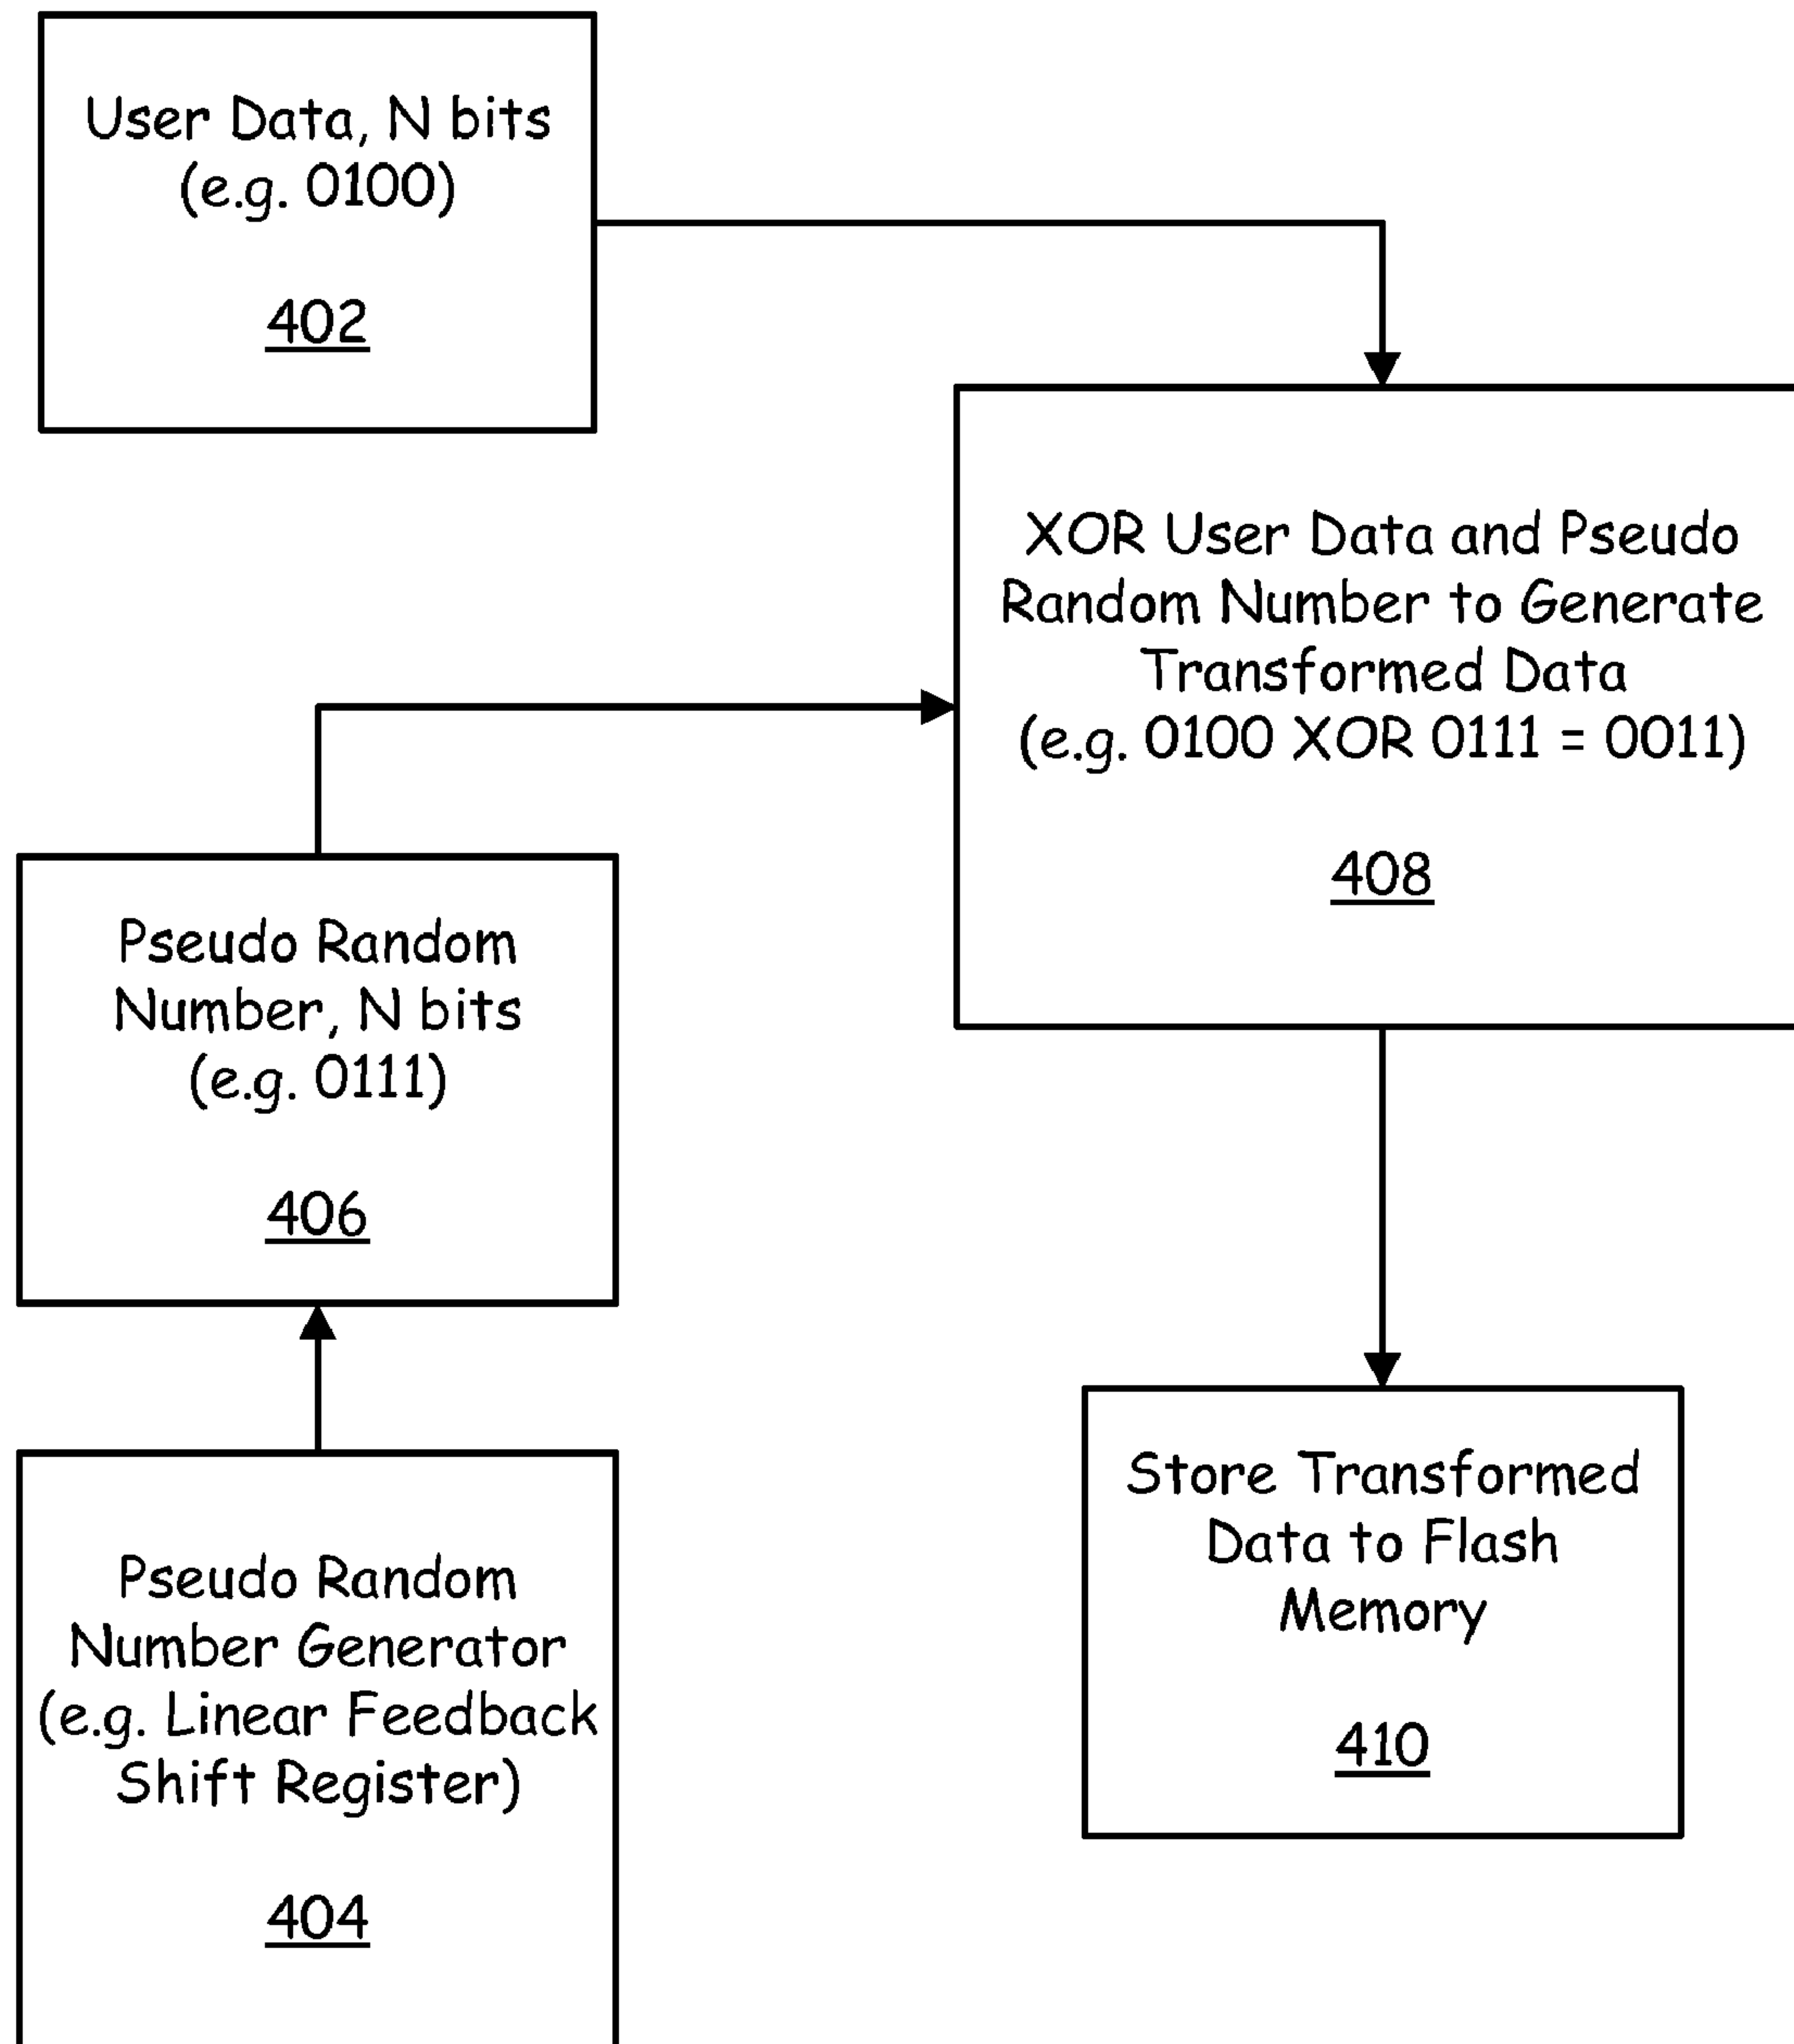 User Data, N bits
(e.g. 0100)
402
XOR User Data and Pseudo
Random Number to Generate
Transformed Data
(e.g. 0100 XOR 0111 = 0011)
408
Pseudo Random
Number, N bits
(e.g. 0111)
406
Pseudo Random
Number Generator
(e.g. Linear Feedback
Shift Register)
404
Store Transformed
Data to Flash
Memory
410